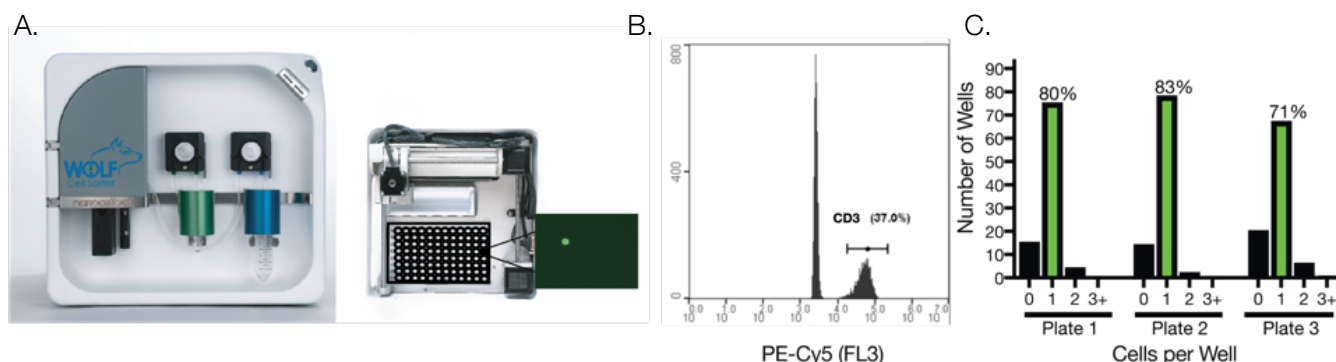 A.
WOLF
Cell Sorter
B.
800
400
0
CD3 (37.0%)
PE-Cy5 (FL3)
C.
Number of Wells
90
80
70
60
50
40
30
20
10
0
80%
83%
71%
0 1 2 3+
0 1 2 3+
0 1 2 3+
Plate 1
Plate 2
Plate 3
Cells per Well